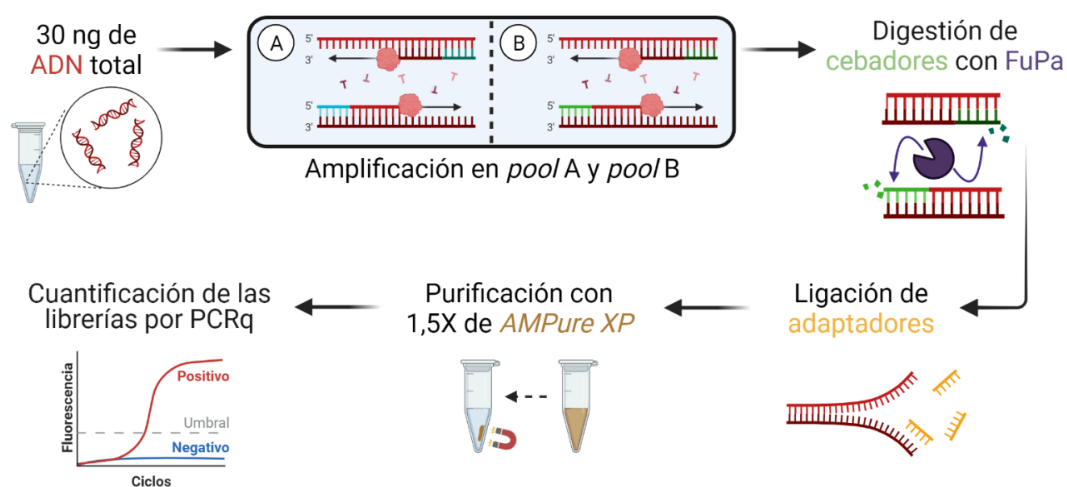 30 ng de
ADN total
A
5'
3'
5'
3'
B
5'
3'
5'
3'
Amplificación en pool A y pool B
Digestión de
cebadores con FuPa
Ligación de
adaptadores
Purificación con
1,5X de AMPure XP
Cuantificación de las
librerías por PCRq
Fluorescencia
Positivo
Umbral
Negativo
Ciclos